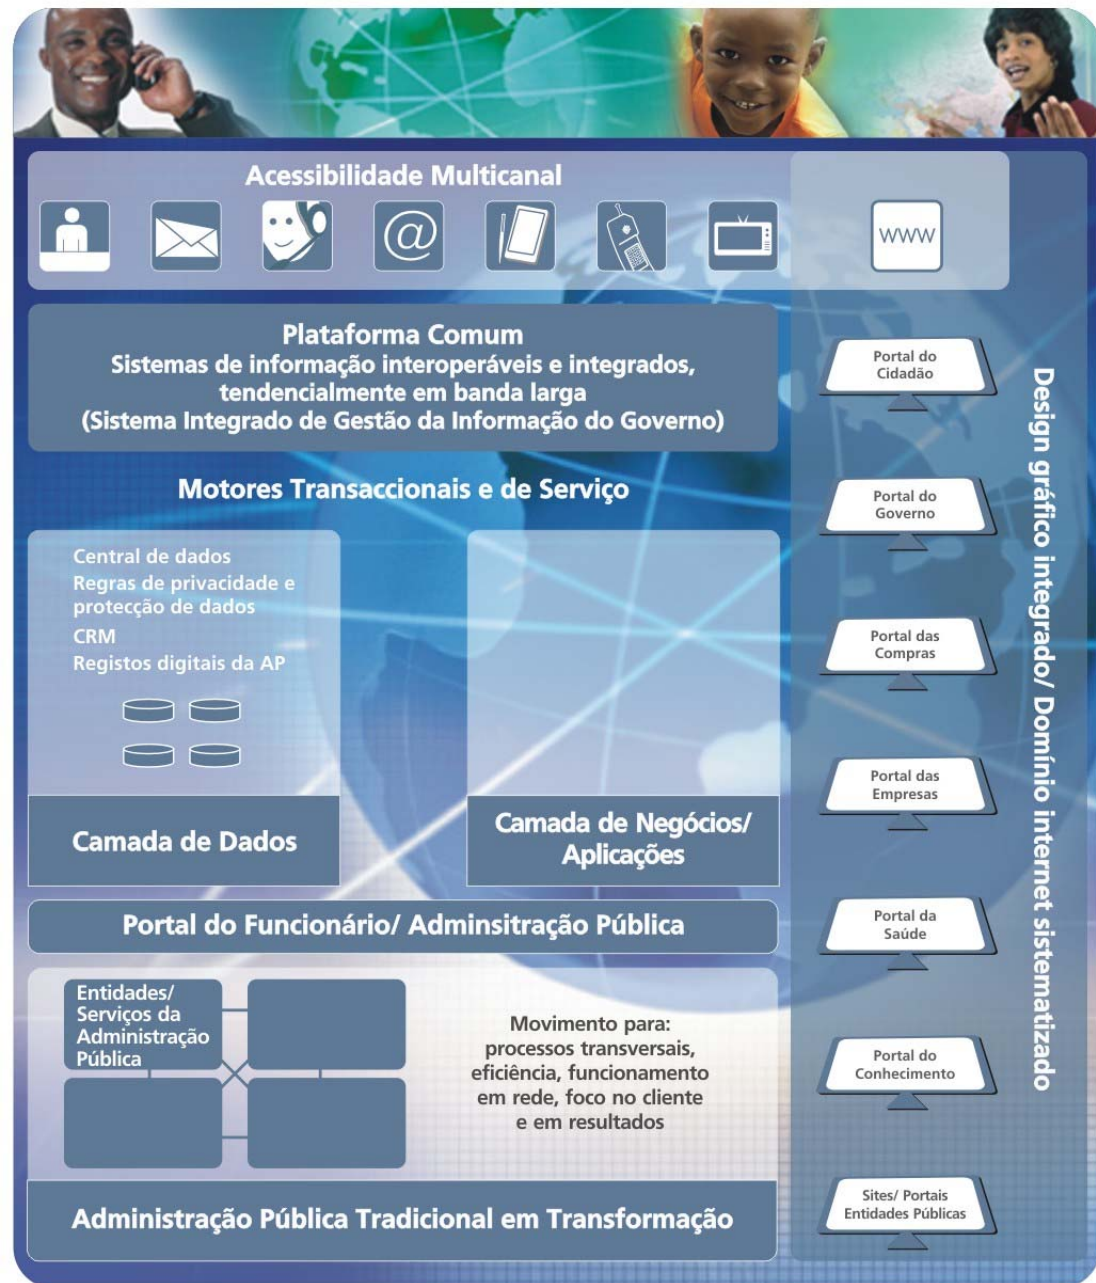 Acessibilidade Multicanal
@
WWW
Plataforma Comum
Sistemas de informação interoperáveis e integrados,
tendencialmente em banda larga
(Sistema Integrado de Gestão da Informação do Governo)
Motores Transaccionais e de Serviço
Central de dados
Regras de privacidade e
protecção de dados
CRM
Registos digitais da AP
Camada de Dados
Camada de Negócios/
Aplicações
Portal do Funcionário/ Adminsitração Pública
Entidades/
Serviços da
Administração
Pública
Movimento para:
processos transversais,
eficiência, funcionamento
em rede, foco no cliente
e em resultados
Administração Pública Tradicional em Transformação
Portal do
Cidadão
Portal do
Governo
Portal das
Compras
Portal das
Empresas
Portal da
Saúde
Portal do
Conhecimento
Sites/ Portais
Entidades Públicas
Design gráfico integrado/ Domínio internet sistematizado